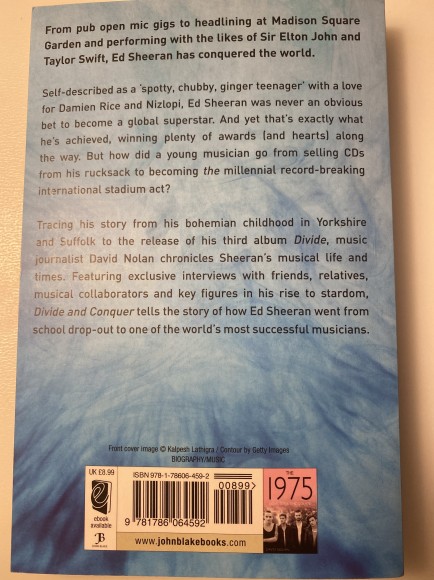 From pub open mic gigs to headlining at Madison Square
Garden and performing with the likes of Sir Elton John and
Taylor Swift, Ed Sheeran has conquered the world.
Self-described as a 'spotty, chubby, ginger teenager' with a love
for Damien Rice and Nizlopi, Ed Sheeran was never an obvious
bet to become a global superstar. And yet that's exactly what
he's achieved, winning plenty of awards (and hearts) along
the way. But how did a young musician go from selling CDs
from his rucksack to becoming the millennial record-breaking
international stadium act?
Tracing his story from his bohemian childhood in Yorkshire
and Suffolk to the release of his third album Divide, music
journalist David Nolan chronicles Sheeran's musical life and
times. Featuring exclusive interviews with friends, relatives,
musical collaborators and key figures in his rise to stardom,
Divide and Conquer tells the story of how Ed Sheeran went from
school drop-out to one of the world's most successful musicians.
Front cover image © Kalpesh Lathigra / Contour by Getty Images
BIOGRAPHY/MUSIC
UK £8.99
ISBN 978-1-78606-459-2
00899>
9 781786 064592
ebook
available
www.johnblakebooks.com
THE
1975